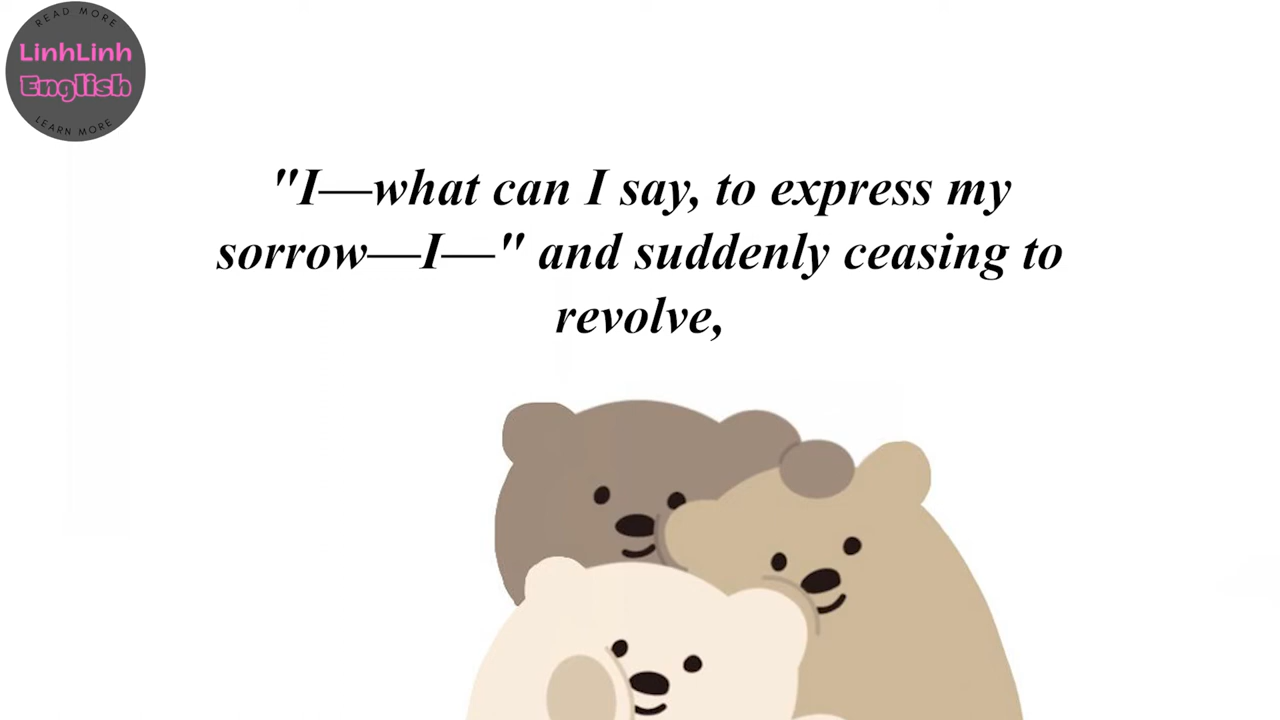 READ MORE
LinhLinh
English
LEARN MORE
"I—what can I say, to express my
sorrow—I—" and suddenly ceasing to
revolve,